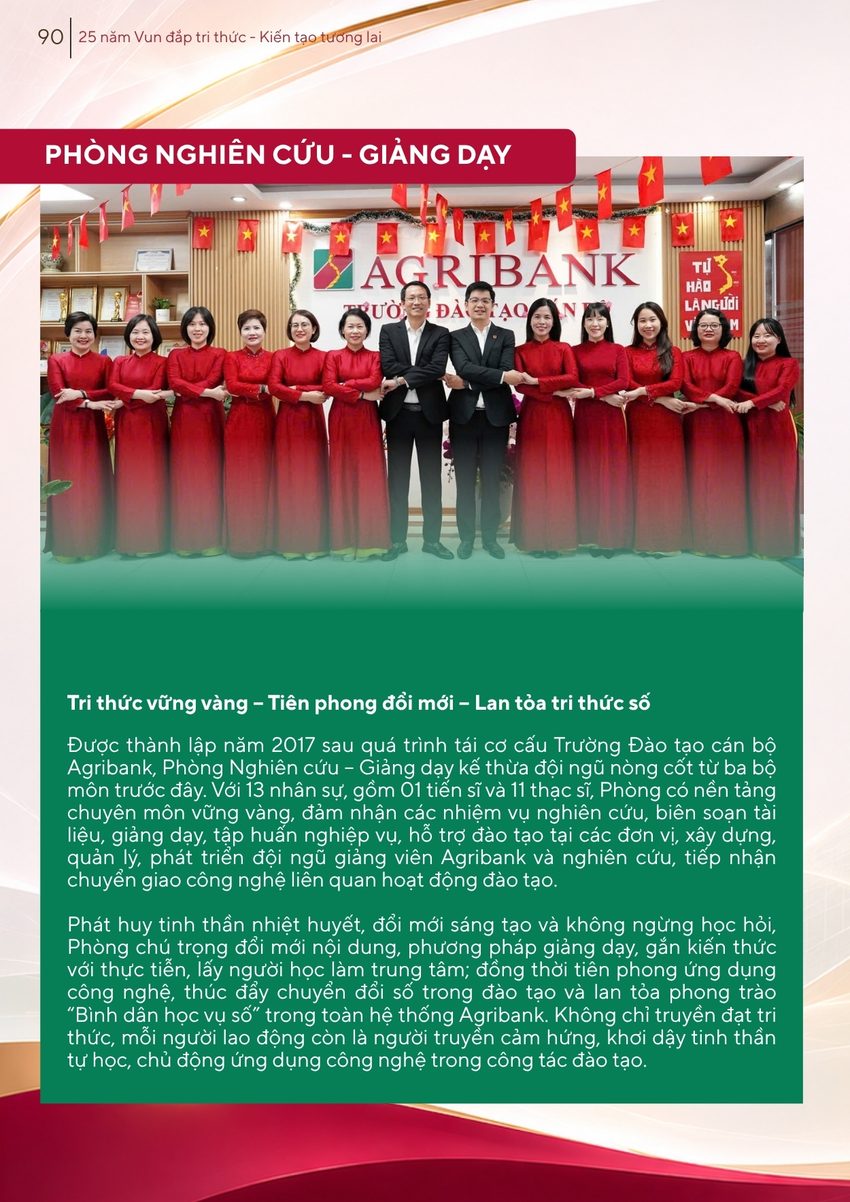 90
25 năm Vun đắp tri thức - Kiến tạo tương lai
PHÒNG NGHIÊN CỨU - GIẢNG DẠY
AGRIBANK
TRƯỜNG ĐÀO TẠO CÁN
TỰ
HÀO
LÀ NGƯỜI
VIỆT NAM
Tri thức vững vàng – Tiên phong đổi mới – Lan tỏa tri thức số
Được thành lập năm 2017 sau quá trình tái cơ cấu Trường Đào tạo cán bộ
Agribank, Phòng Nghiên cứu – Giảng dạy kế thừa đội ngũ nòng cốt từ ba bộ
môn trước đây. Với 13 nhân sự, gồm 01 tiến sĩ và 11 thạc sĩ, Phòng có nền tảng
chuyên môn vững vàng, đảm nhận các nhiệm vụ nghiên cứu, biên soạn tài
liệu, giảng dạy, tập huấn nghiệp vụ, hỗ trợ đào tạo tại các đơn vị, xây dựng,
quản lý, phát triển đội ngũ giảng viên Agribank và nghiên cứu, tiếp nhận
chuyển giao công nghệ liên quan hoạt động đào tạo.
Phát huy tinh thần nhiệt huyết, đổi mới sáng tạo và không ngừng học hỏi,
Phòng chú trọng đổi mới nội dung, phương pháp giảng dạy, gắn kiến thức
với thực tiễn, lấy người học làm trung tâm; đồng thời tiên phong ứng dụng
công nghệ, thúc đẩy chuyển đổi số trong đào tạo và lan tỏa phong trào
“Bình dân học vụ số” trong toàn hệ thống Agribank. Không chỉ truyền đạt tri
thức, mỗi người lao động còn là người truyền cảm hứng, khơi dậy tinh thần
tự học, chủ động ứng dụng công nghệ trong công tác đào tạo.